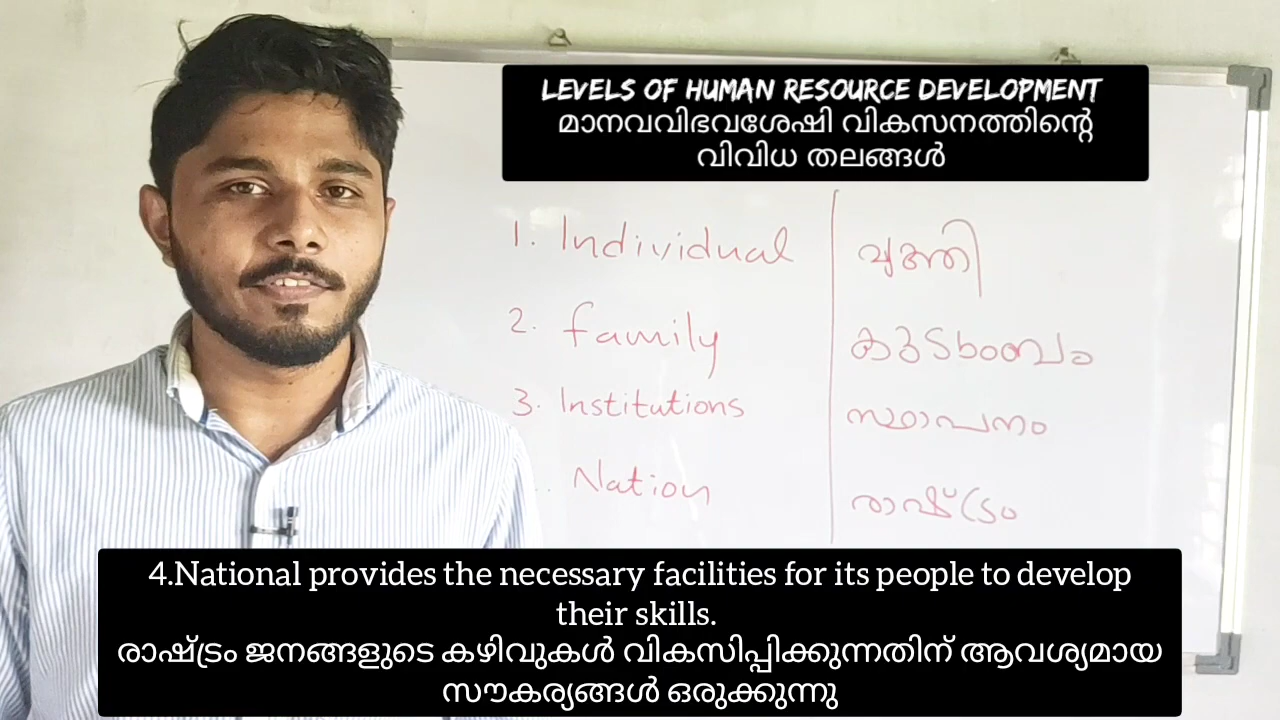 LEVELS OF HUMAN RESOURCE DEVELOPMENT
മാനവവിഭവശേഷി വികസനത്തിന്റെ
വിവിധ തലങ്ങൾ
1. Individual വ്യക്തി
2. family കുടുംബം
3. Institutions സ്ഥാപനം
Nation രാഷ്ട്രം
4.National provides the necessary facilities for its people to develop
their skills.
രാഷ്ട്രം ജനങ്ങളുടെ കഴിവുകൾ വികസിപ്പിക്കുന്നതിന് ആവശ്യമായ
സൗകര്യങ്ങൾ ഒരുക്കുന്നു